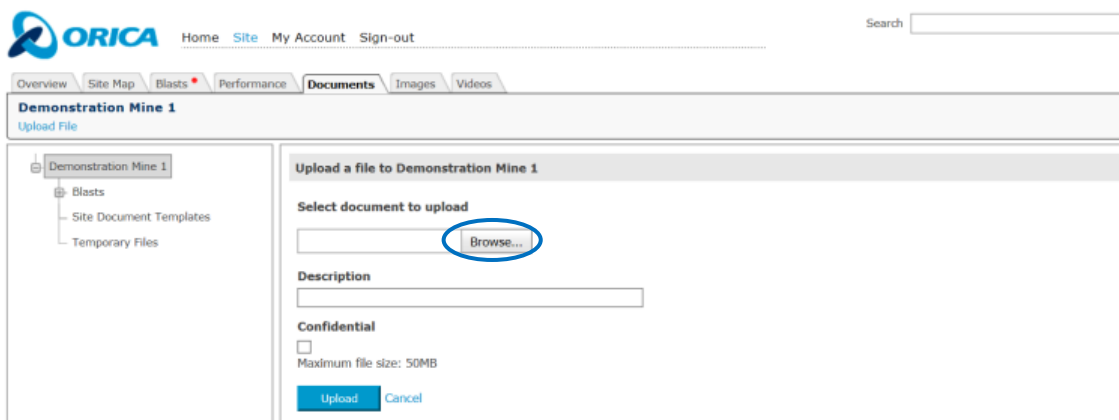 ORICA Home Site My Account Sign-out Search
Overview Site Map Blasts Performance Documents Images Videos
Demonstration Mine 1
Upload File
Demonstration Mine 1
Blasts
Site Document Templates
Temporary Files
Upload a file to Demonstration Mine 1
Select document to upload
Browse...
Description
Confidential
Maximum file size: 50MB
Upload Cancel